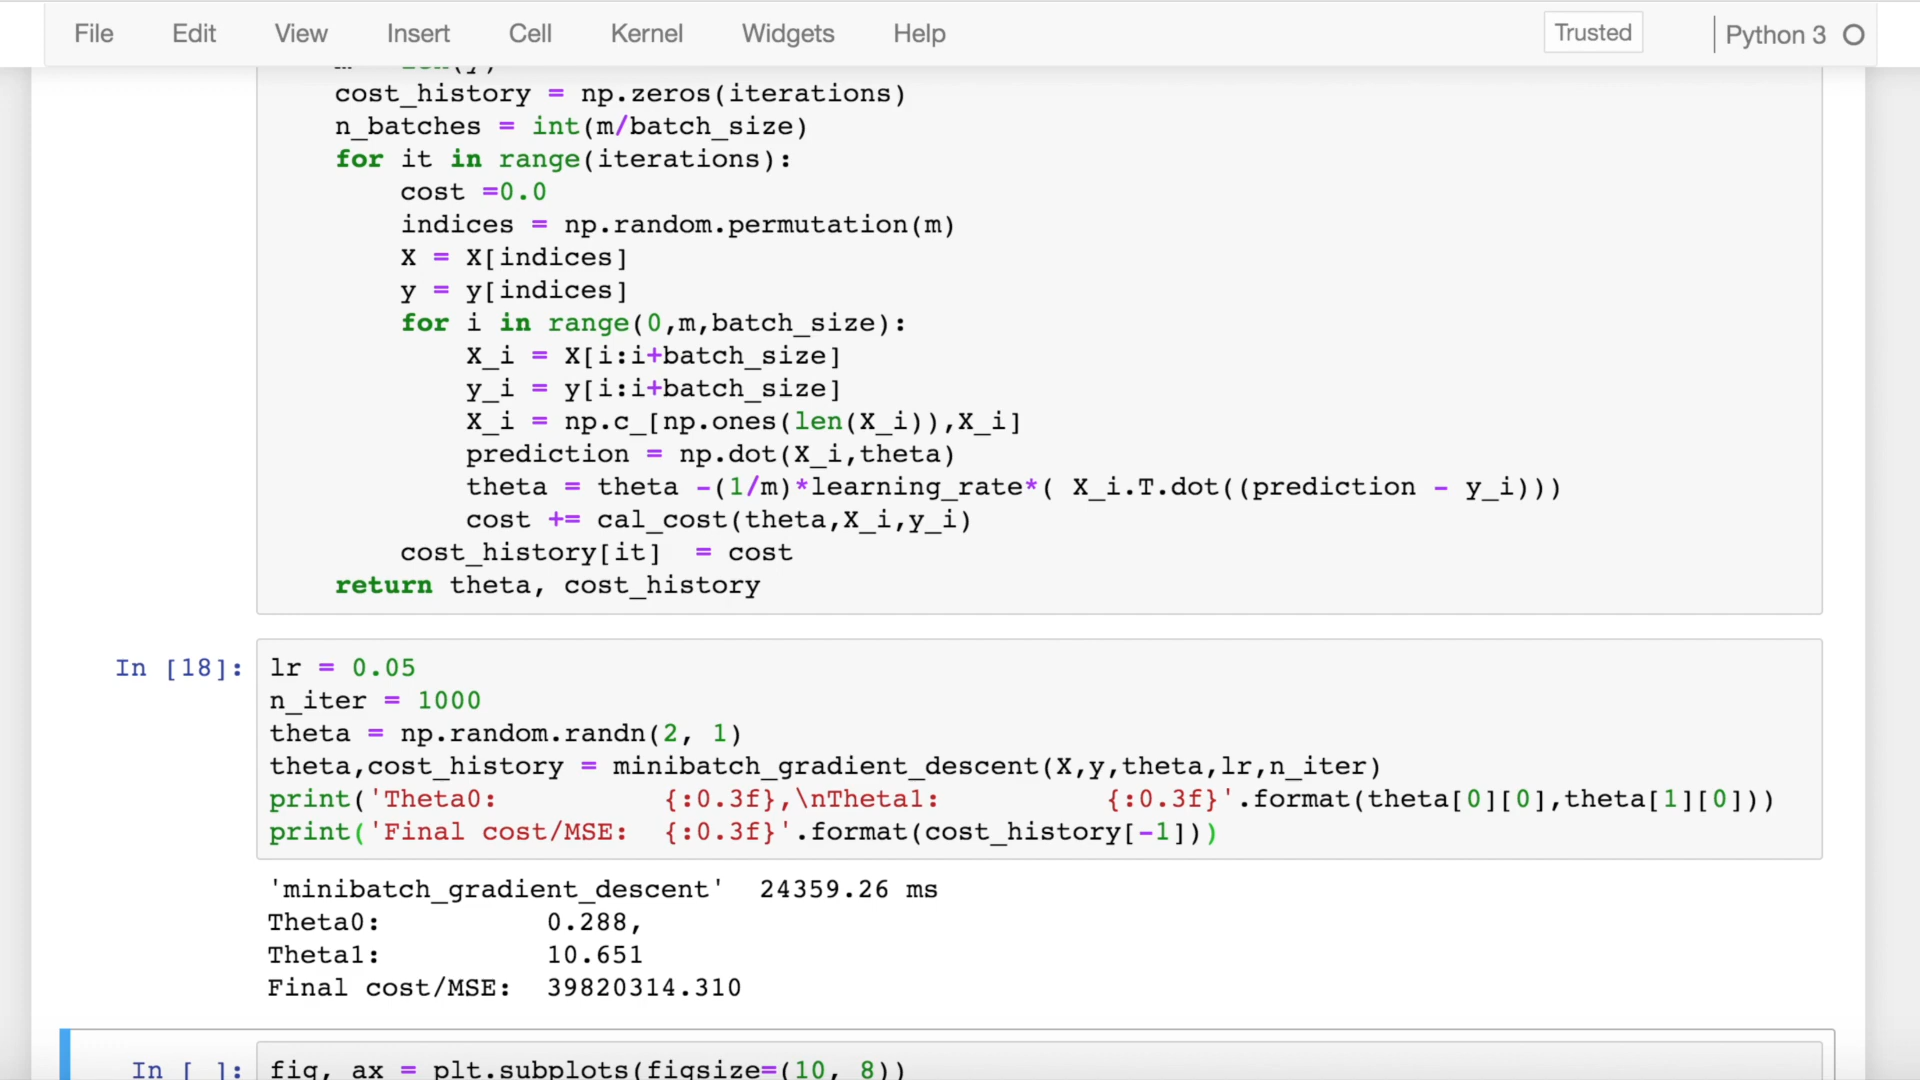 File Edit View Insert Cell Kernel Widgets Help Trusted Python 3
cost_history = np.zeros(iterations)
n_batches = int(m/batch_size)
for it in range(iterations):
cost =0.0
indices = np.random.permutation(m)
X = X[indices]
y = y[indices]
for i in range(0,m,batch_size):
X_i = X[i:i+batch_size]
y_i = y[i:i+batch_size]
X_i = np.c_[np.ones(len(X_i)),X_i]
prediction = np.dot(X_i,theta)
theta = theta -(1/m)*learning_rate*( X_i.T.dot((prediction - y_i)))
cost += cal_cost(theta,X_i,y_i)
cost_history[it]  = cost
return theta, cost_history
In [18]: lr = 0.05
n_iter = 1000
theta = np.random.randn(2, 1)
theta,cost_history = minibatch_gradient_descent(X,y,theta,lr,n_iter)
print('Theta0:          {:0.3f},\nTheta1:          {:0.3f}'.format(theta[0][0],theta[1][0]))
print('Final cost/MSE:  {:0.3f}'.format(cost_history[-1]))
'minibatch_gradient_descent'  24359.26 ms
Theta0:          0.288,
Theta1:          10.651
Final cost/MSE:  39820314.310
In [ ]: fig, ax = plt.subplots(figsize=(10, 8))